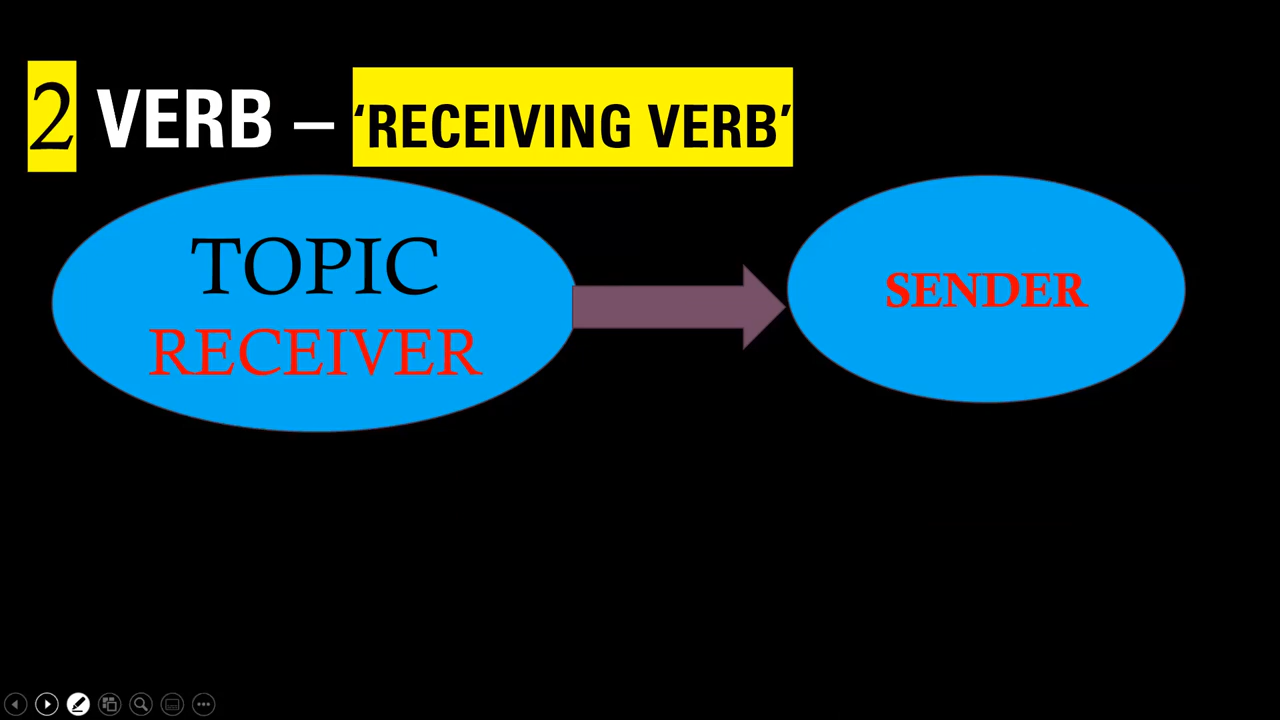 2 VERB – ‘RECEIVING VERB’
TOPIC
RECEIVER
SENDER